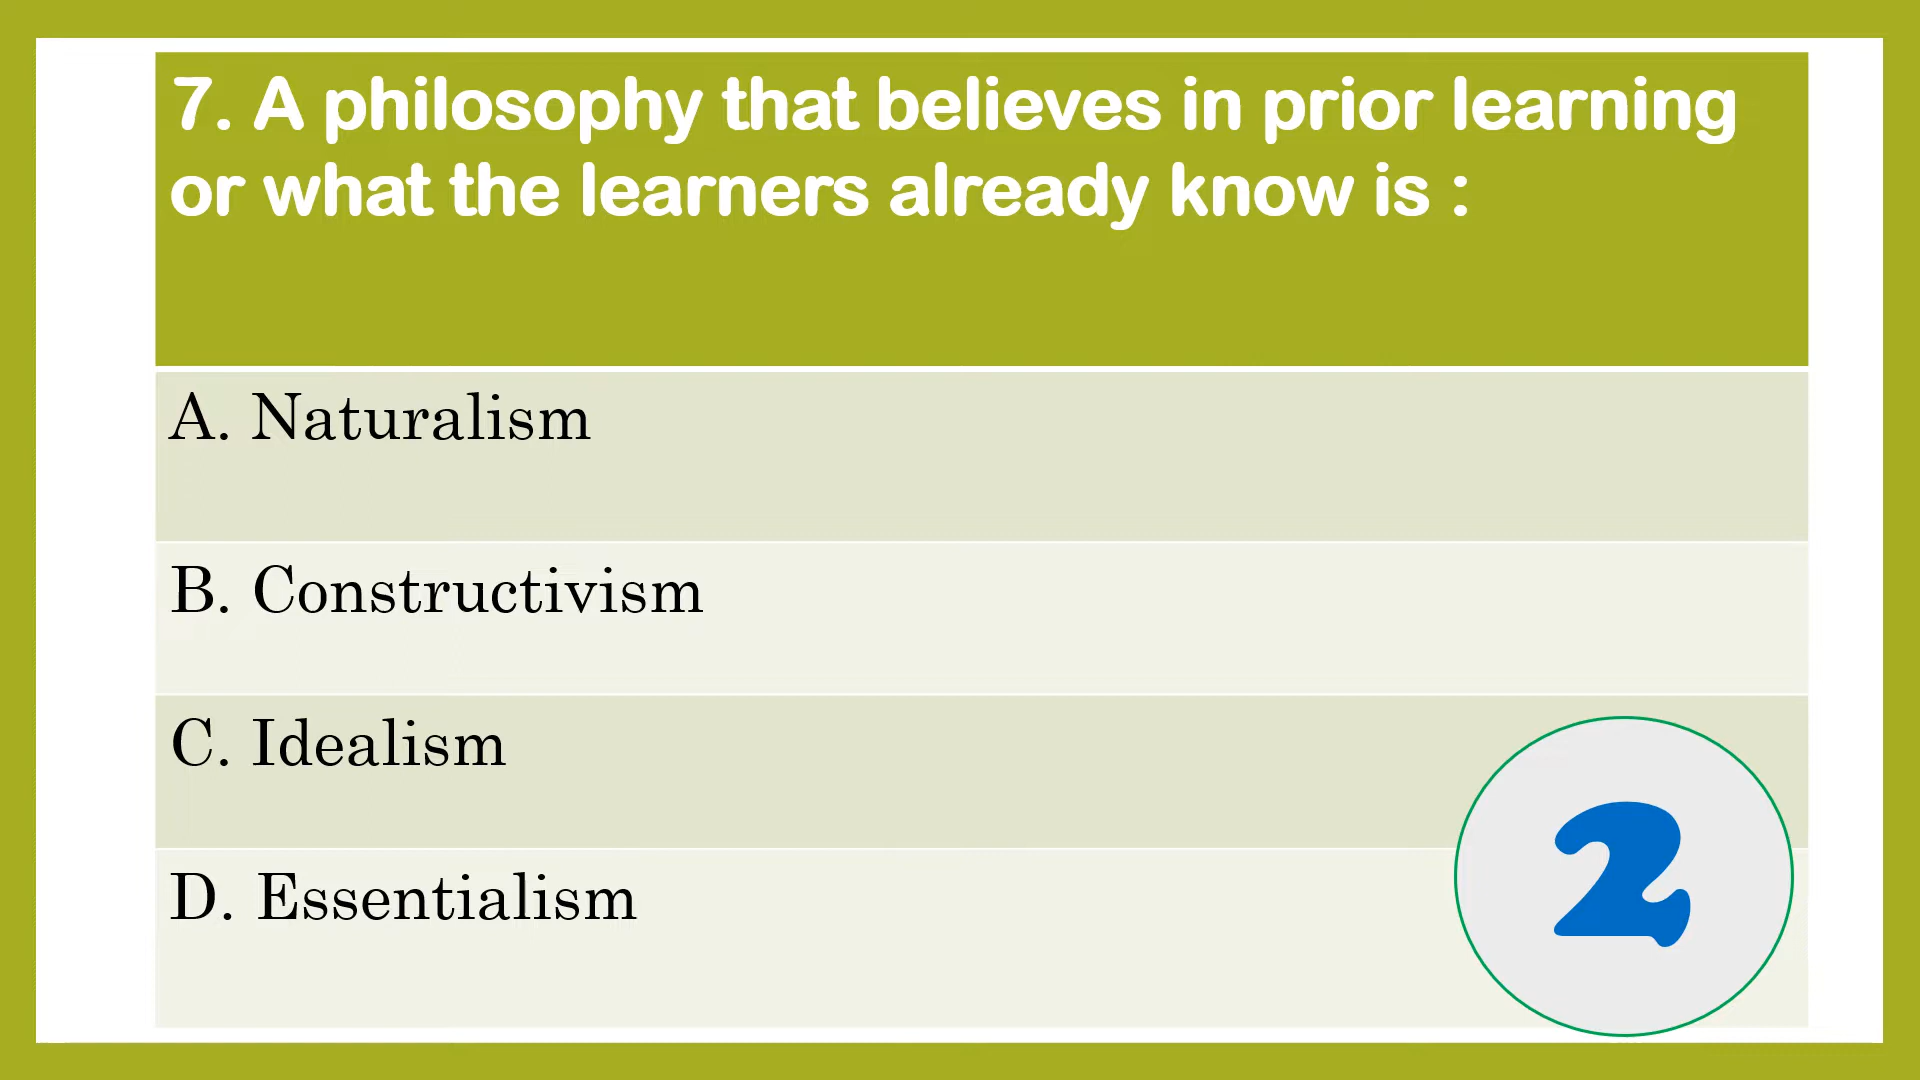 7. A philosophy that believes in prior learning
or what the learners already know is :
A. Naturalism
B. Constructivism
C. Idealism
D. Essentialism
2